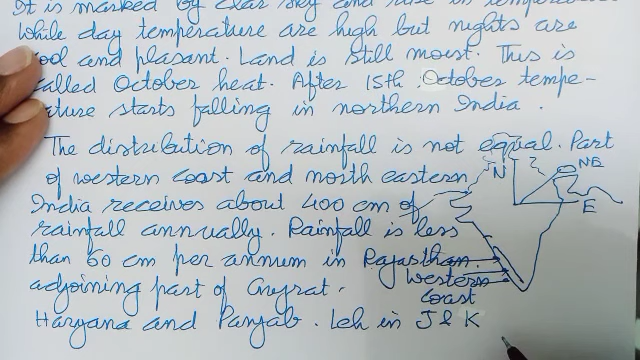 It is marked by clear sky and rise in temperature
While day temperature are high but nights are
cool and plasant. Land is still moist. This is
called October heat. After 15th October tempe-
rature starts falling in northern India.
The distribution of rainfall is not equal. Part
of western coast and north eastern
India receives about 400 cm of
rainfall annually. Rainfall is less
than 60 cm per annum in Rajasthan.
adjoining part of Gujrat.
Haryana and Panjab. Leh in J & K
N
NE
E
western
coast